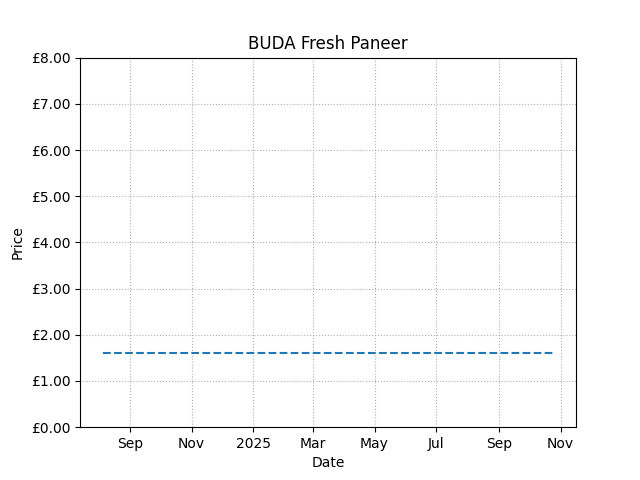 BUDA Fresh Paneer
£8.00
£7.00
£6.00
£5.00
£4.00
£3.00
£2.00
£1.00
£0.00
Price
Sep Nov 2025 Mar May Jul Sep Nov
Date